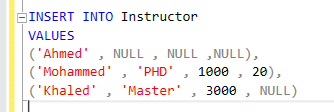 INSERT INTO Instructor
VALUES
('Ahmed' , NULL , NULL ,NULL),
('Mohammed' , 'PHD' , 1000 , 20),
('Khaled' , 'Master' , 3000 , NULL)